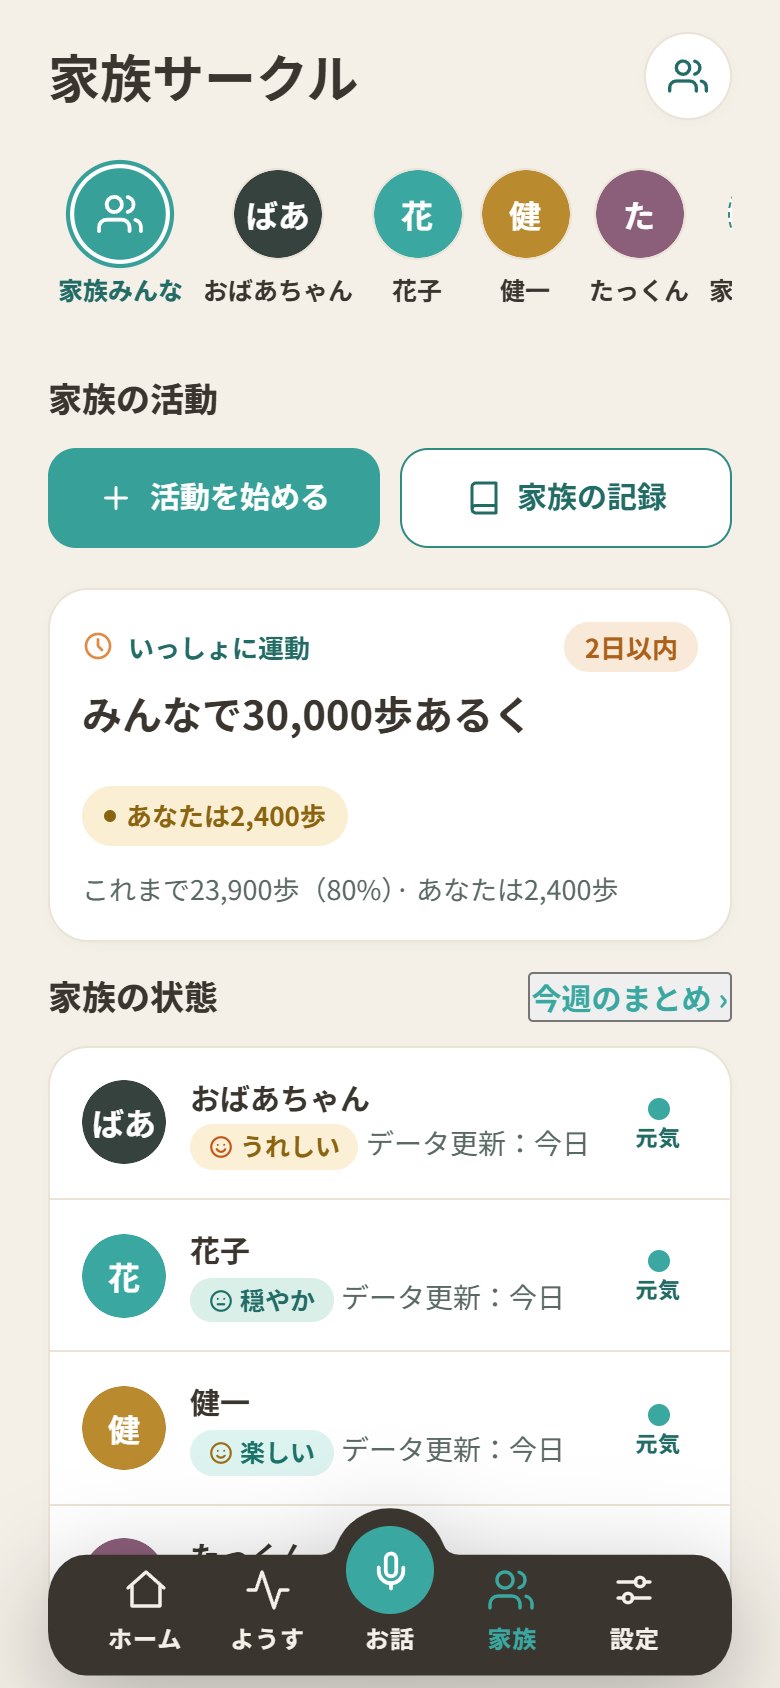 家族サークル
ばあ
花
健
た
家族みんな
おばあちゃん
花子
健一
たっくん
家
家族の活動
活動を始める
家族の記録
いっしょに運動
2日以内
みんなで30,000歩あるく
あなたは2,400歩
これまで23,900歩（80%）· あなたは2,400歩
家族の状態
今週のまとめ ›
ばあ
おばあちゃん
うれしい
データ更新：今日
元気
花
花子
穏やか
データ更新：今日
元気
健
健一
楽しい
データ更新：今日
元気
たっくん
ホーム
ようす
お話
家族
設定